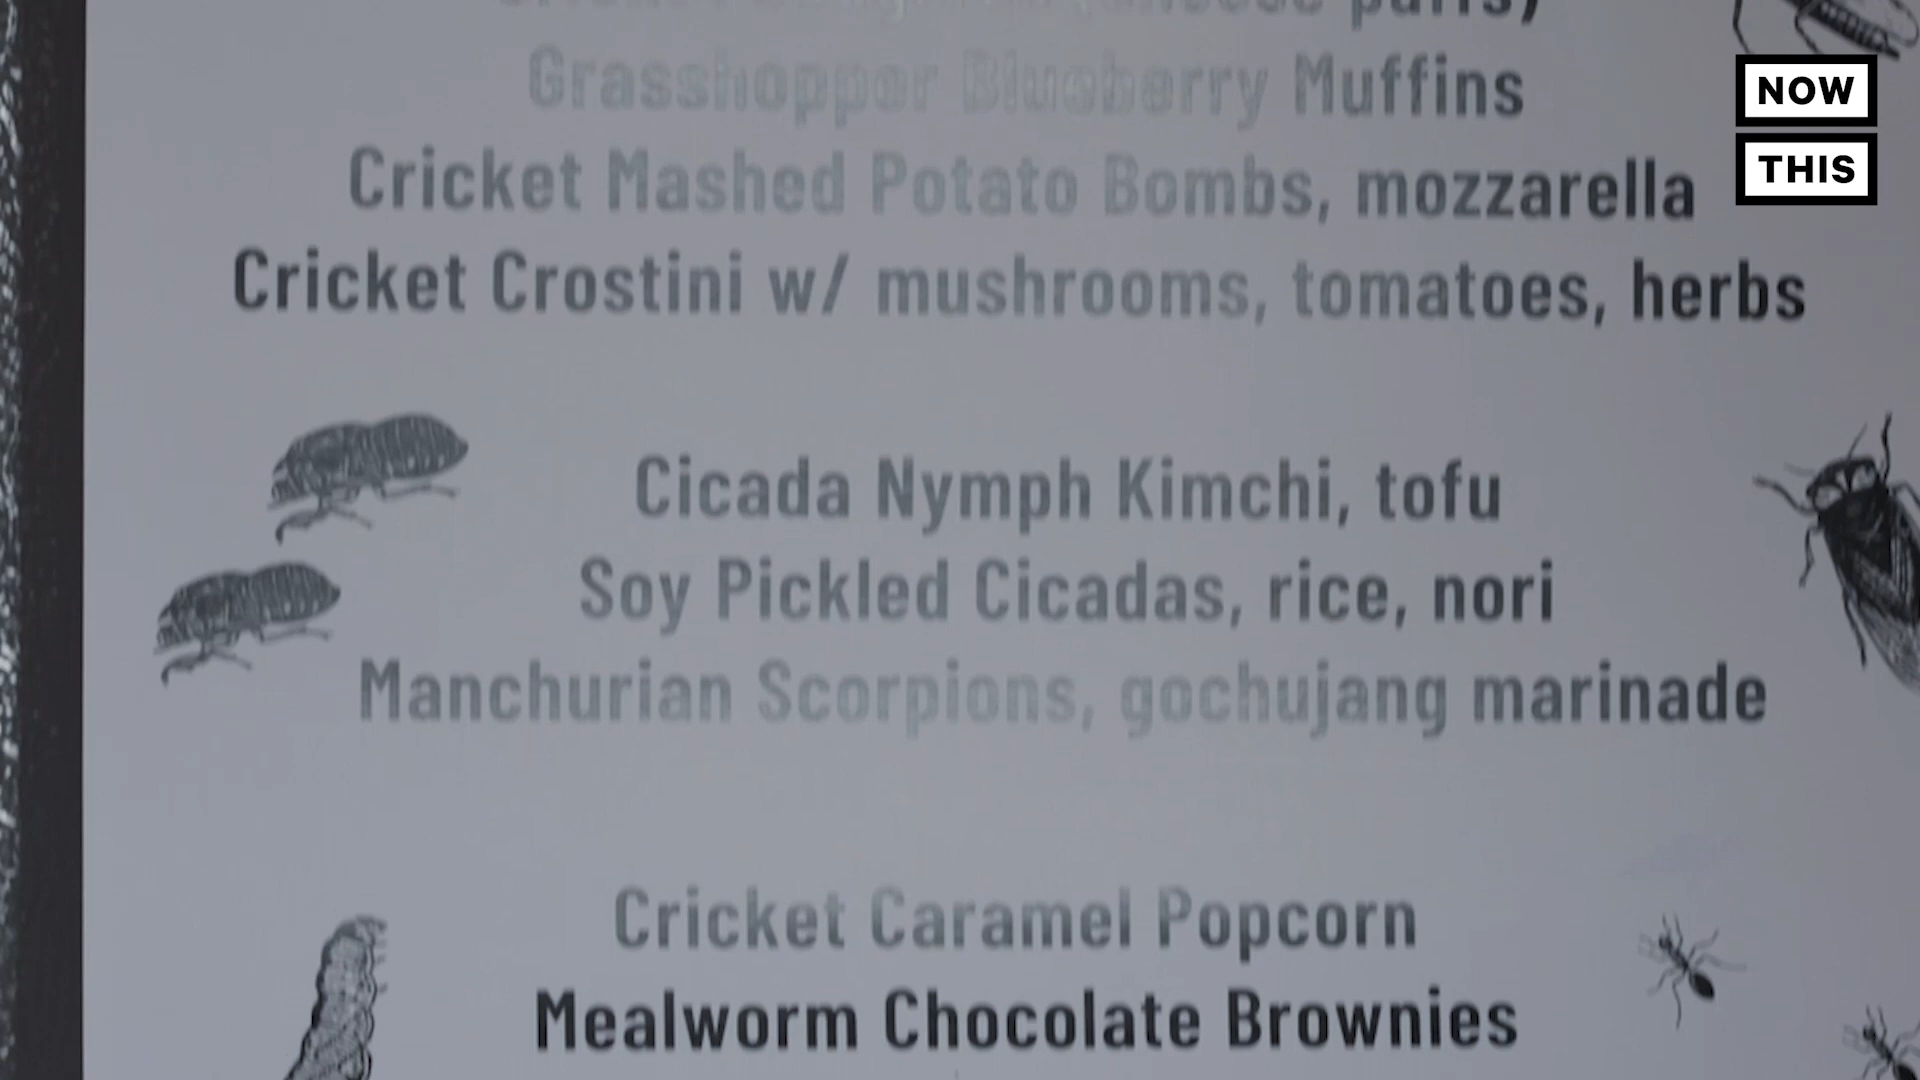 puffs)
Grasshopper Blueberry Muffins
Cricket Mashed Potato Bombs, mozzarella
Cricket Crostini w/ mushrooms, tomatoes, herbs
Cicada Nymph Kimchi, tofu
Soy Pickled Cicadas, rice, nori
Manchurian Scorpions, gochujang marinade
Cricket Caramel Popcorn
Mealworm Chocolate Brownies
NOW
THIS